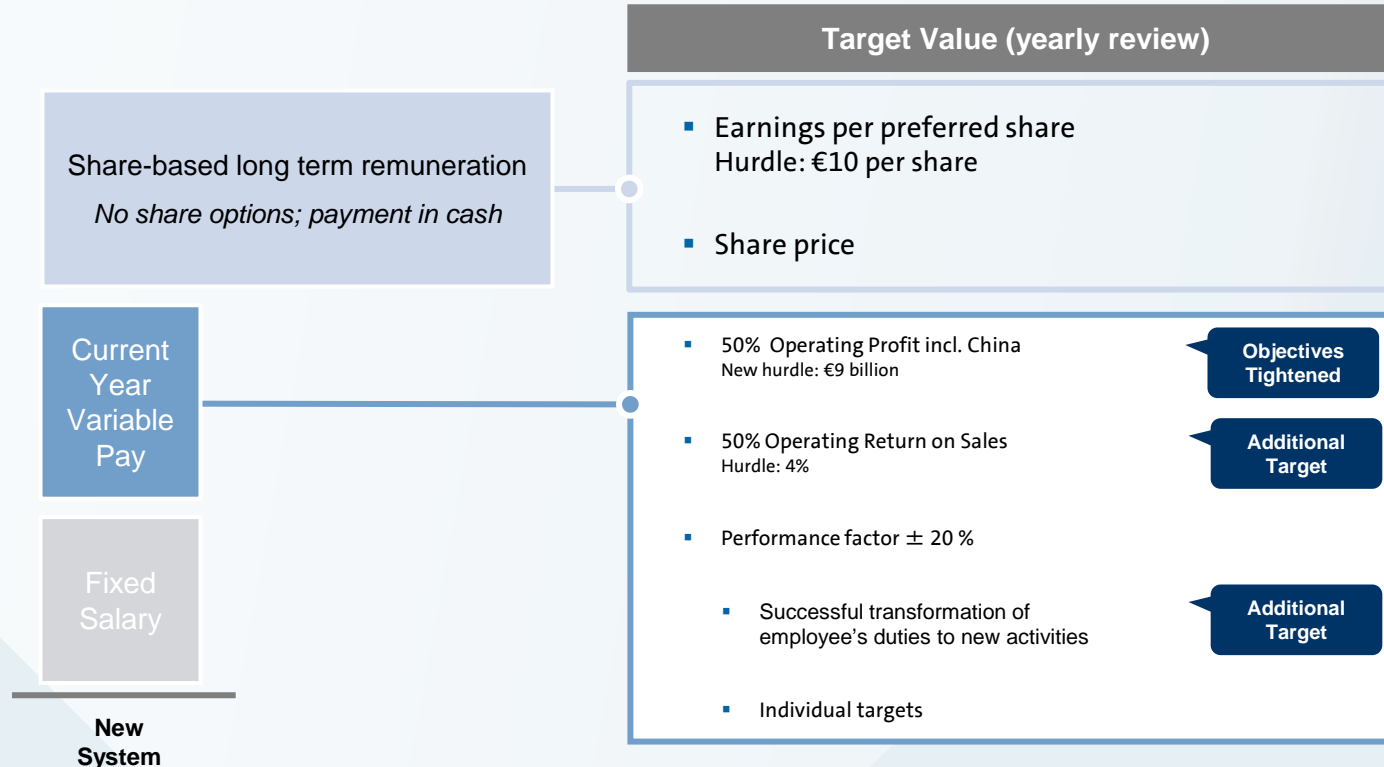 Target Value (yearly review)
Share-based long term remuneration
No share options; payment in cash
▪ Earnings per preferred share
Hurdle: €10 per share
▪ Share price
Current
Year
Variable
Pay
▪ 50% Operating Profit incl. China
New hurdle: €9 billion
Objectives
Tightened
▪ 50% Operating Return on Sales
Hurdle: 4%
Additional
Target
▪ Performance factor ± 20 %
▪ Successful transformation of
employee’s duties to new activities
Additional
Target
▪ Individual targets
Fixed
Salary
New
System